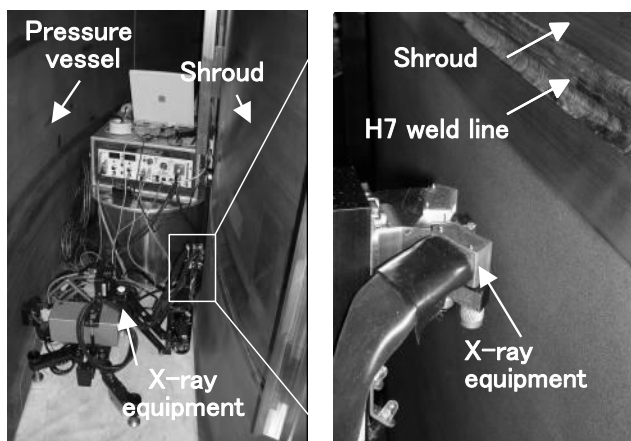 Pressure
vessel
Shroud
X-ray
equipment
Shroud
H7 weld line
X-ray
equipment